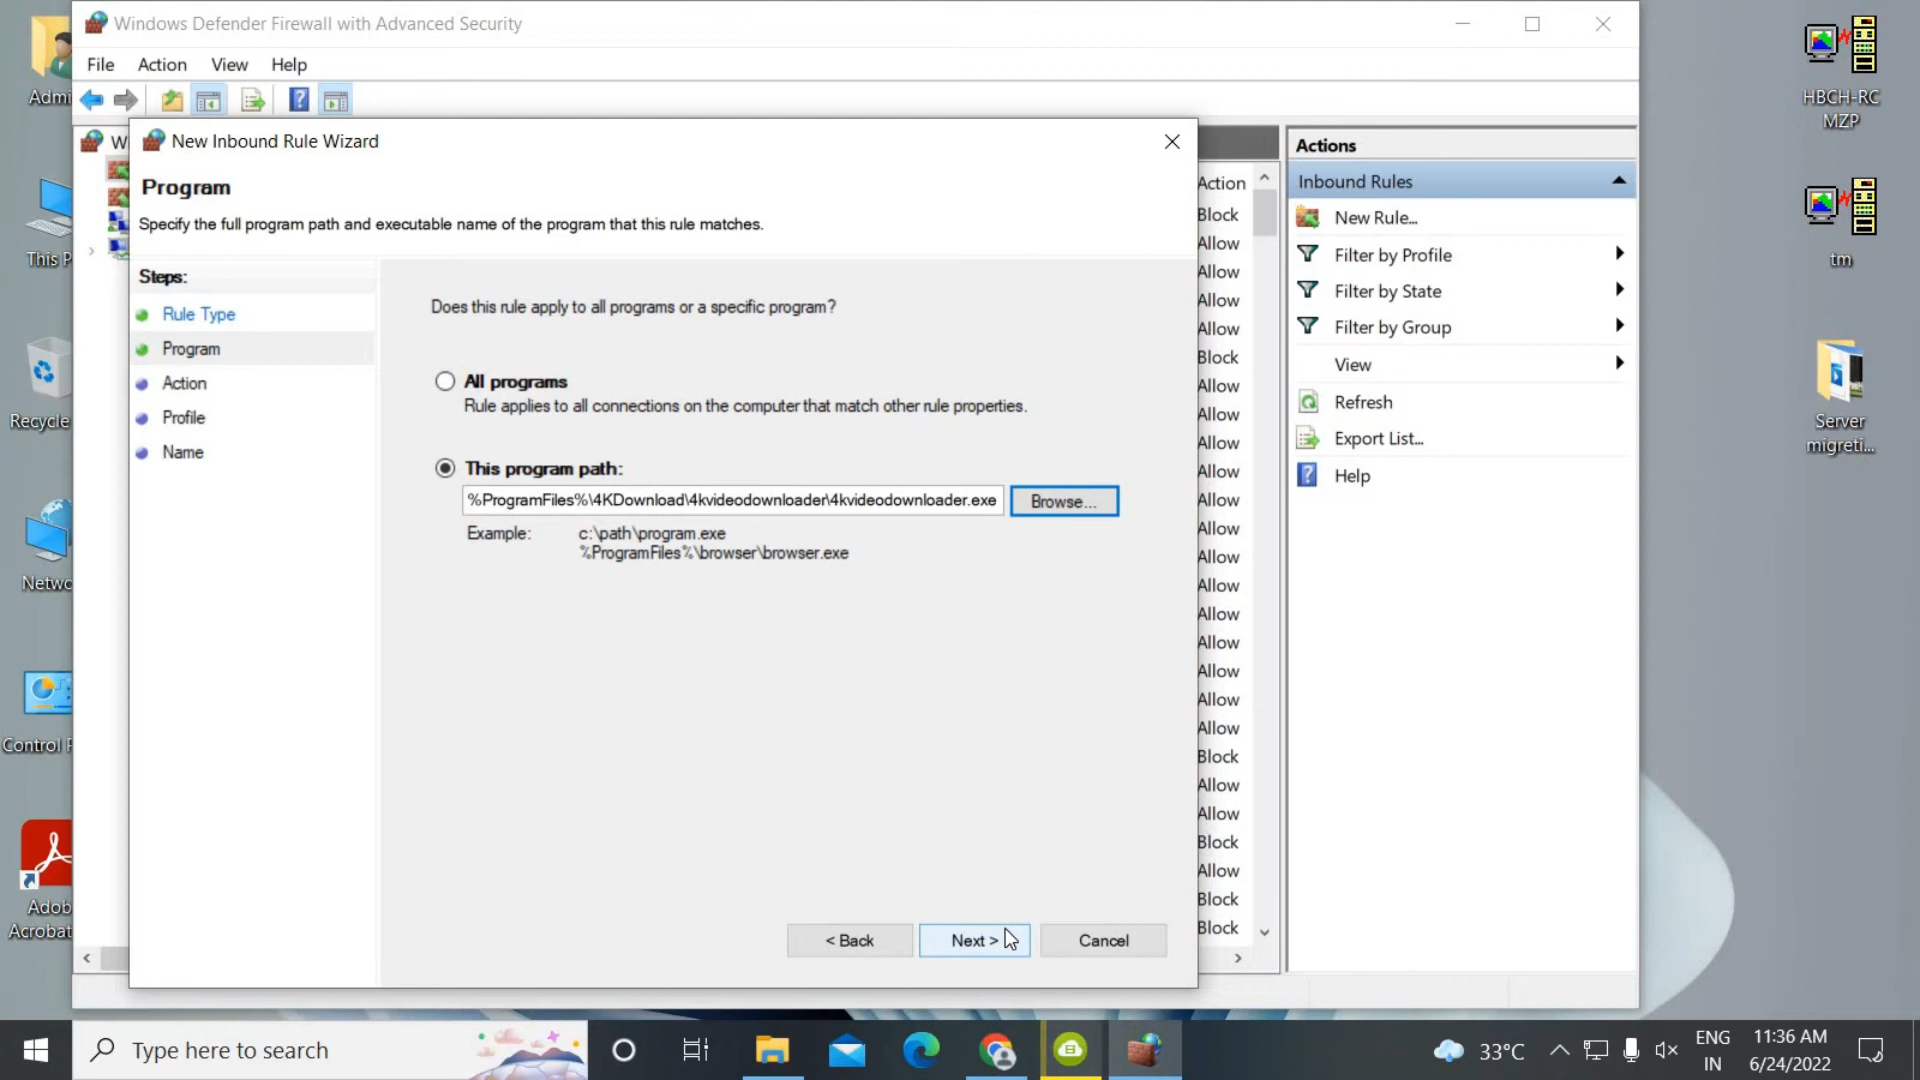 Windows Defender Firewall with Advanced Security
File Action View Help
New Inbound Rule Wizard
Program
Specify the full program path and executable name of the program that this rule matches.
Steps:
Rule Type
Program
Action
Profile
Name
Does this rule apply to all programs or a specific program?
All programs
Rule applies to all connections on the computer that match other rule properties.
This program path:
%ProgramFiles%\4KDownload\4kvideodownloader\4kvideodownloader.exe
Browse...
Example: c:\path\program.exe
%ProgramFiles%\browser\browser.exe
< Back Next > Cancel
Action
Block
Allow
Allow
Allow
Allow
Block
Allow
Allow
Allow
Allow
Allow
Allow
Allow
Allow
Allow
Allow
Allow
Allow
Allow
Block
Allow
Allow
Block
Allow
Block
Block
Actions
Inbound Rules
New Rule...
Filter by Profile
Filter by State
Filter by Group
View
Refresh
Export List...
Help
Admi
This P
Recycle
Netwo
Control P
Adob
Acrobat
HBCH-RC
MZP
tm
Server
migreti...
Type here to search
33°C
ENG
IN
11:36 AM
6/24/2022